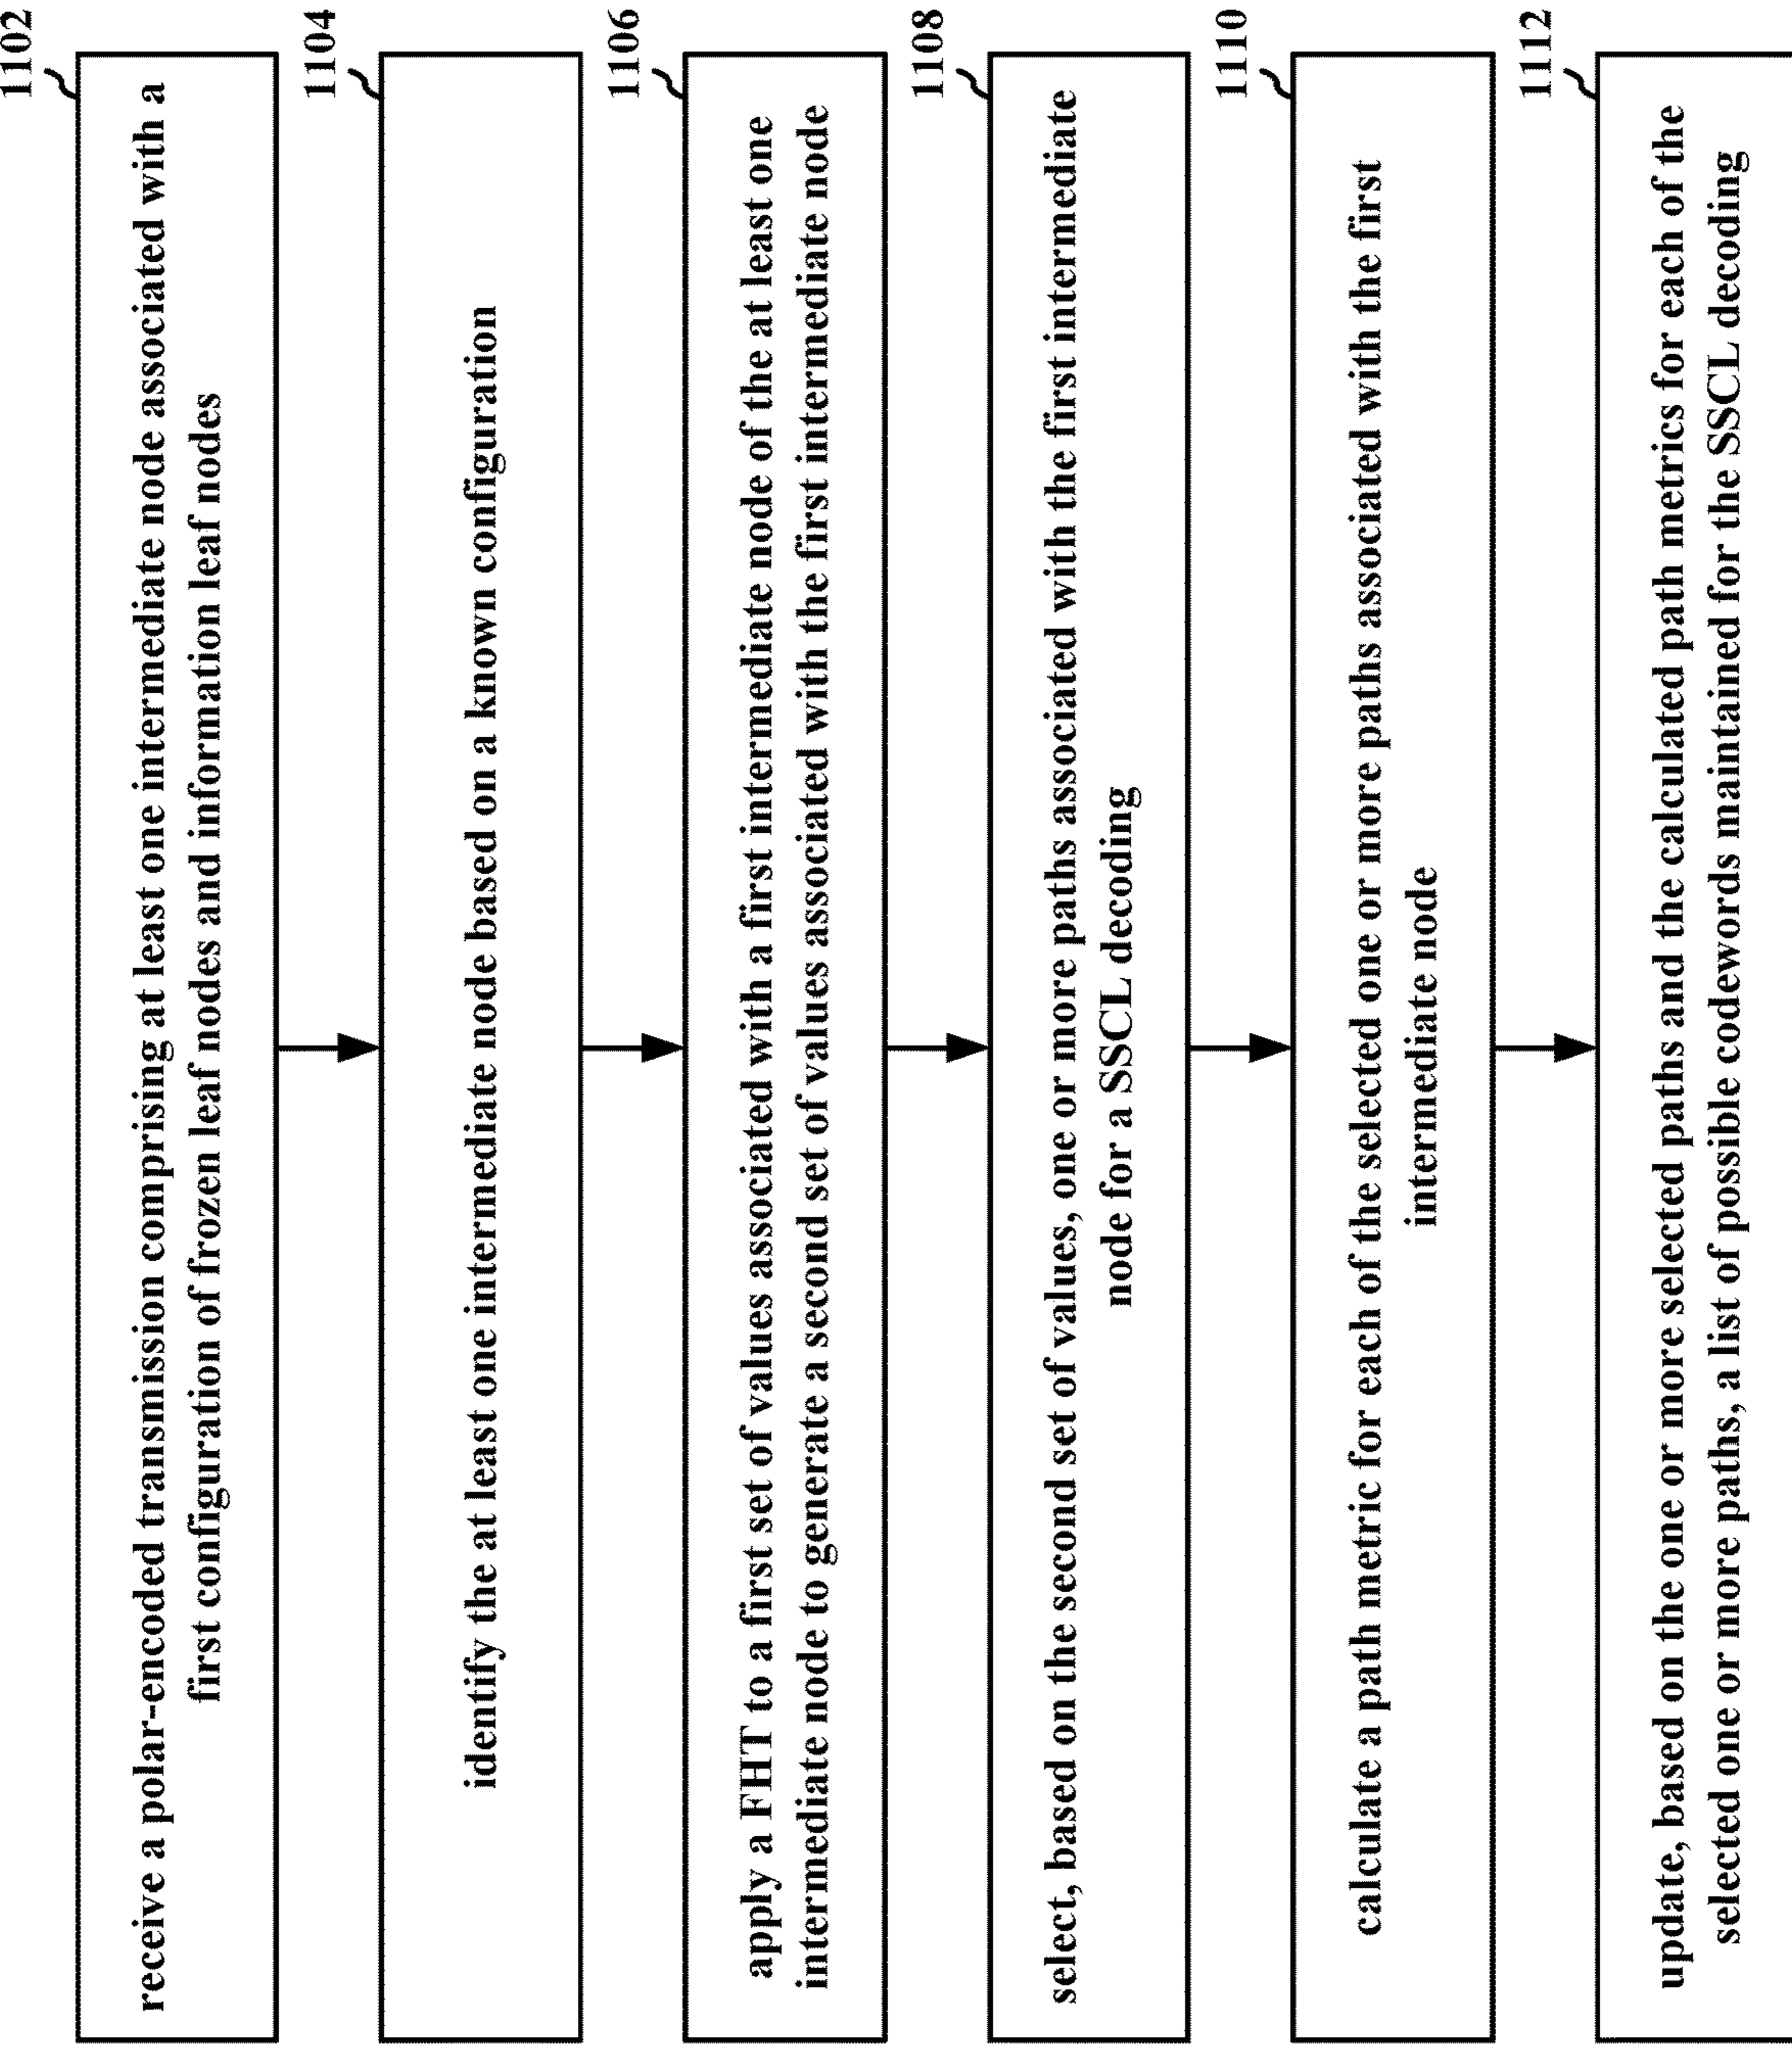 1102
receive a polar-encoded transmission comprising at least one intermediate node associated with a
first configuration of frozen leaf nodes and information leaf nodes
1104
identify the at least one intermediate node based on a known configuration
1106
apply a FHT to a first set of values associated with a first intermediate node of the at least one
intermediate node to generate a second set of values associated with the first intermediate node
1108
select, based on the second set of values, one or more paths associated with the first intermediate
node for a SSCL decoding
1110
calculate a path metric for each of the selected one or more paths associated with the first
intermediate node
1112
update, based on the one or more selected paths and the calculated path metrics for each of the
selected one or more paths, a list of possible codewords maintained for the SSCL decoding